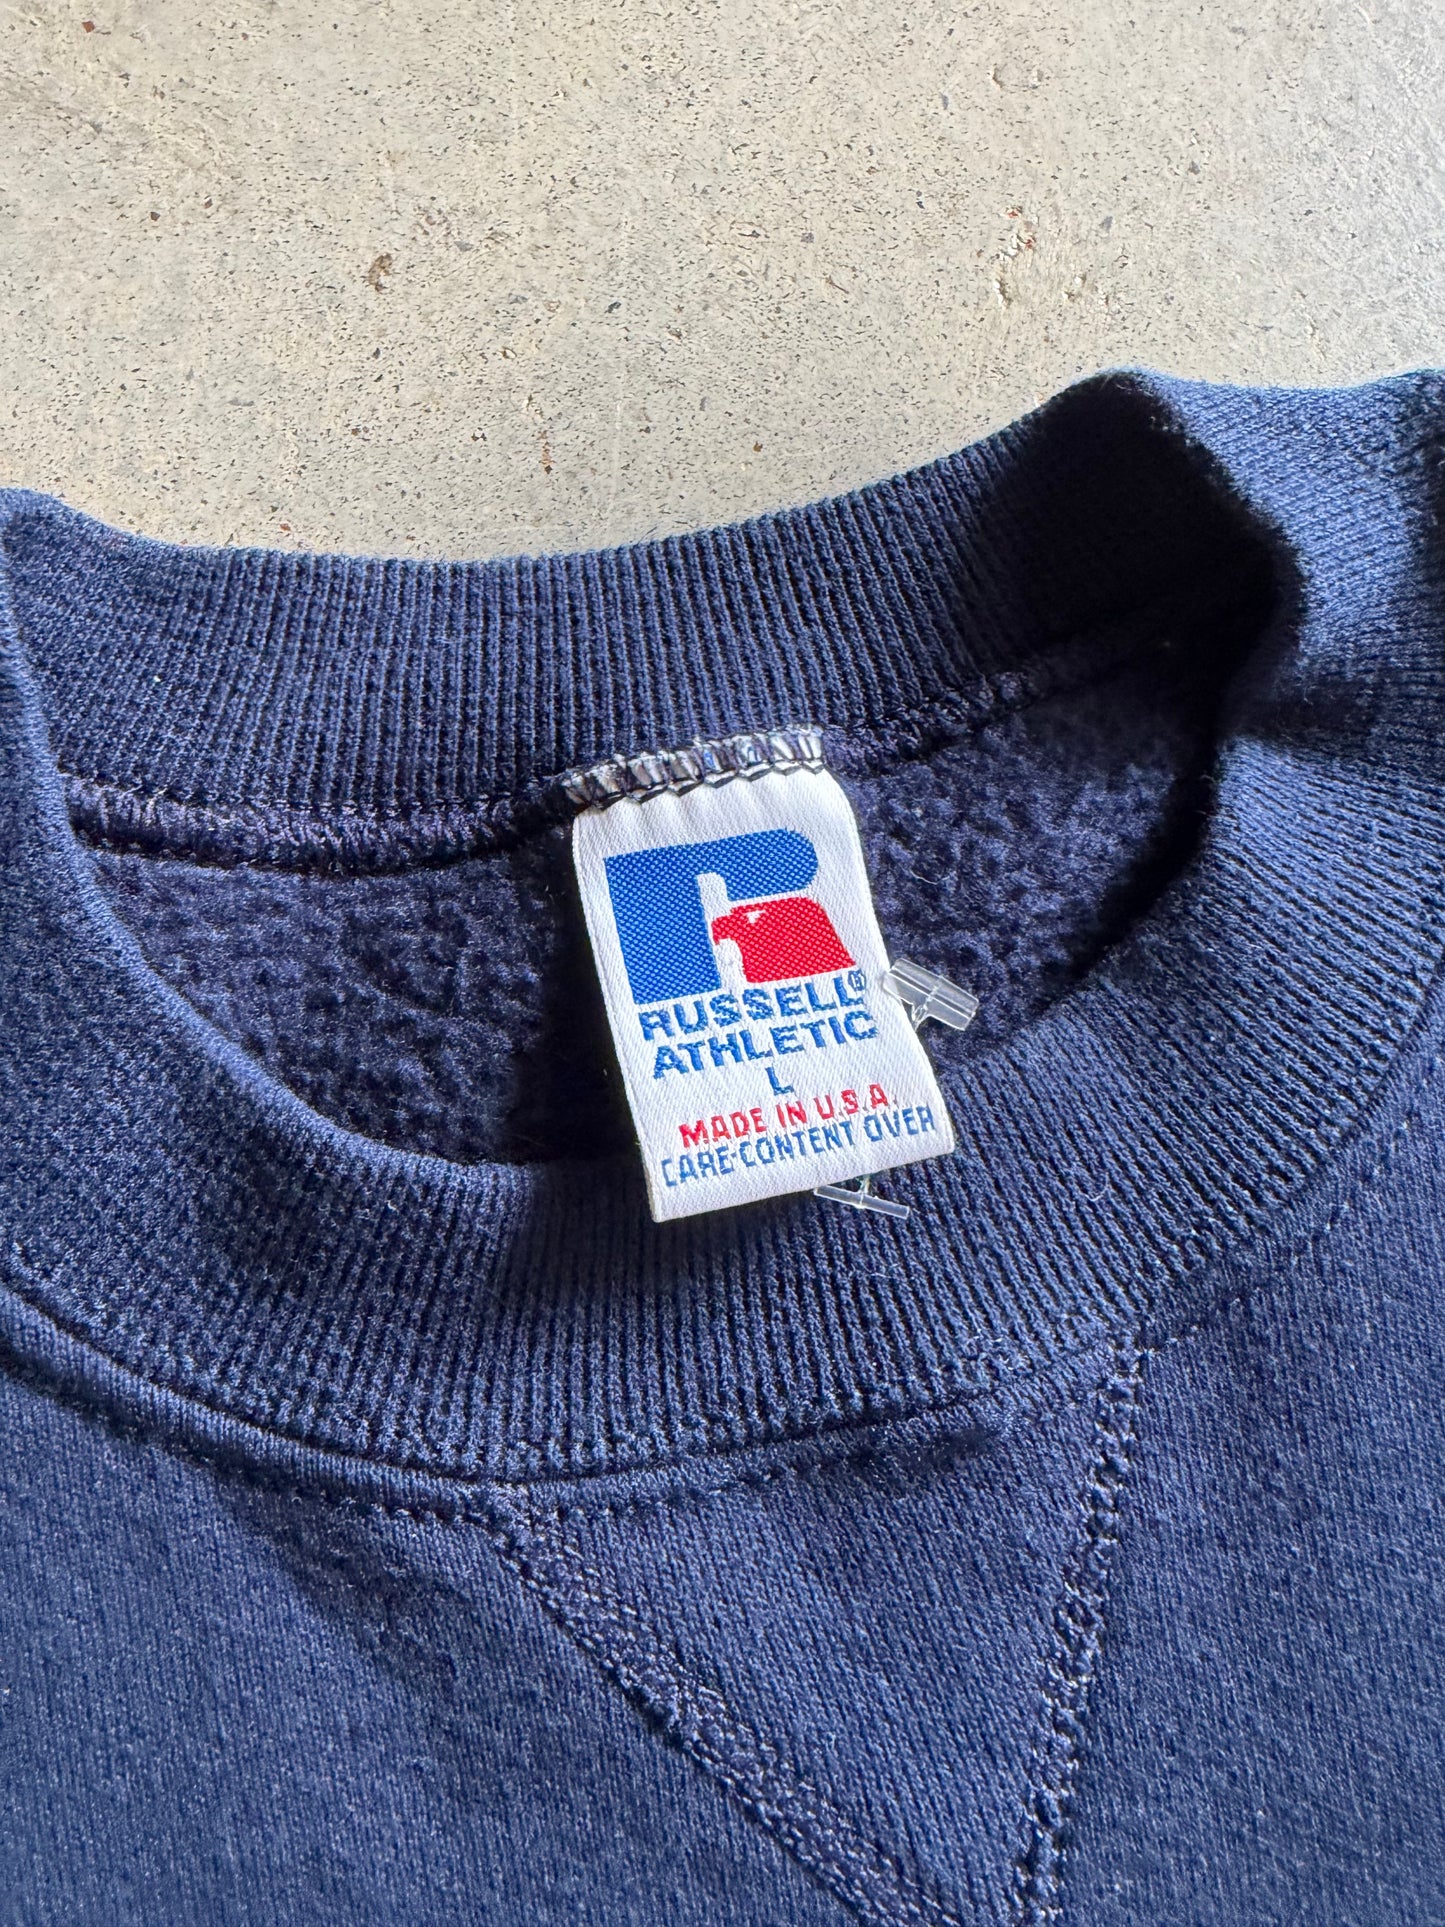 RUSSELL®
ATHLETIC
L
MADE IN U.S.A.
CARE-CONTENT OVER